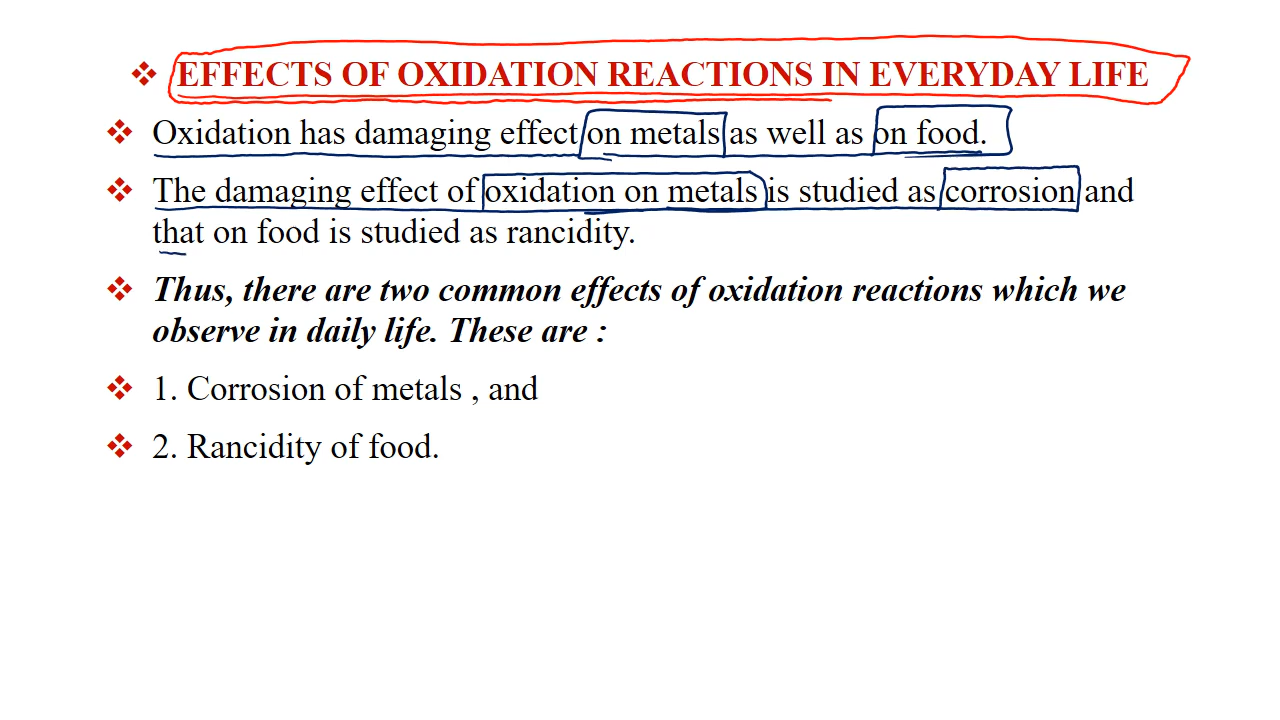 ❖ EFFECTS OF OXIDATION REACTIONS IN EVERYDAY LIFE
❖ Oxidation has damaging effect on metals as well as on food.
❖ The damaging effect of oxidation on metals is studied as corrosion and
that on food is studied as rancidity.
❖ Thus, there are two common effects of oxidation reactions which we
observe in daily life. These are :
❖ 1. Corrosion of metals , and
❖ 2. Rancidity of food.